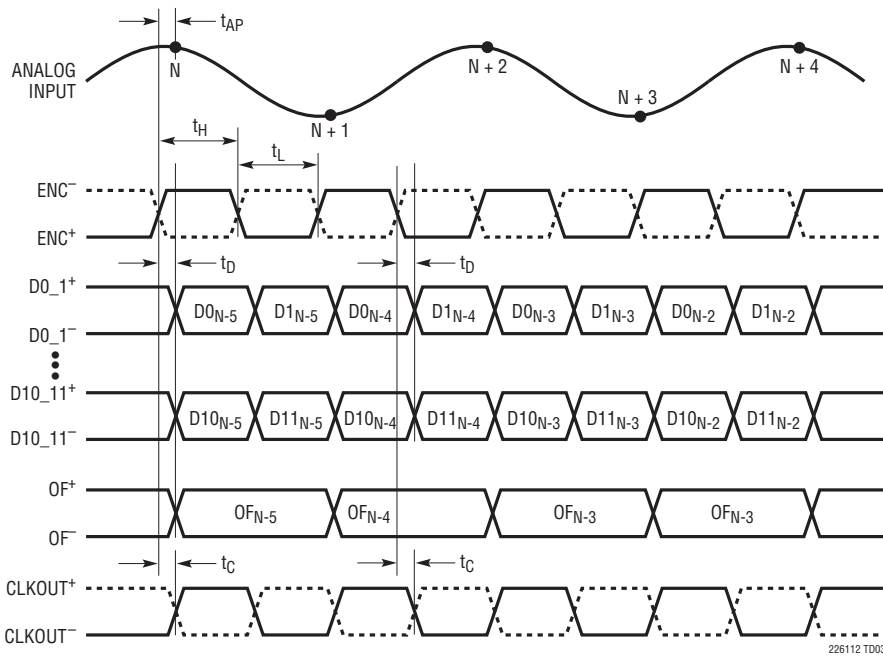 tAP
ANALOG
INPUT
N
N + 1
N + 2
N + 3
N + 4
tH
tL
ENC–
ENC+
tD
tD
D0_1+
D0_1–
D0N-5
D1N-5
D0N-4
D1N-4
D0N-3
D1N-3
D0N-2
D1N-2
D10_11+
D10_11–
D10N-5
D11N-5
D10N-4
D11N-4
D10N-3
D11N-3
D10N-2
D11N-2
OF+
OF–
OFN-5
OFN-4
OFN-3
OFN-3
tC
tC
CLKOUT+
CLKOUT–
226112 TD03